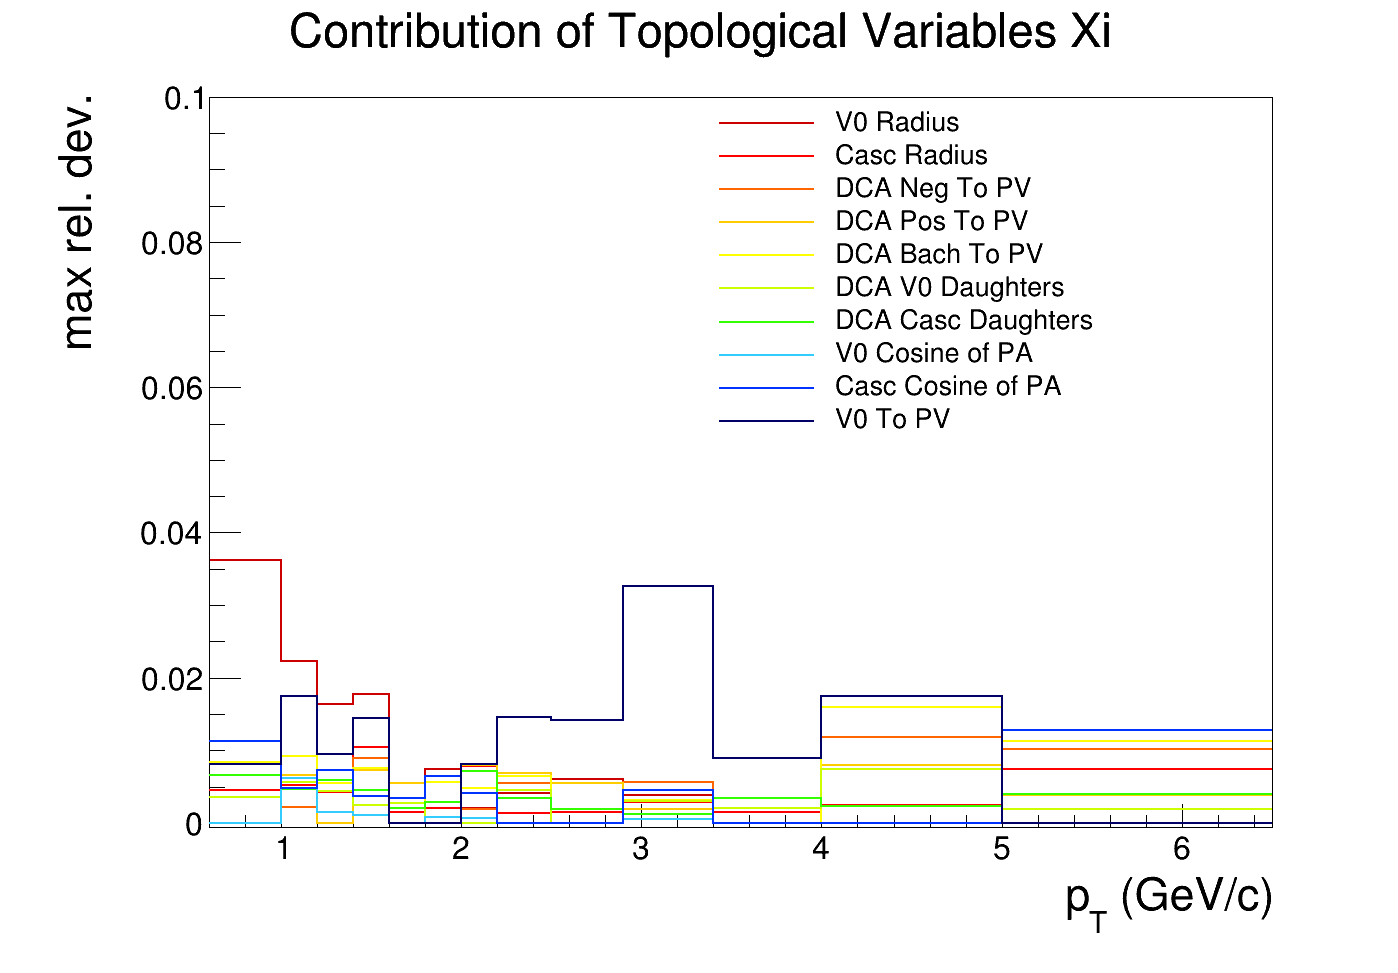 Contribution of Topological Variables Xi
max rel. dev.
0.1
0.08
0.06
0.04
0.02
0
V0 Radius
Casc Radius
DCA Neg To PV
DCA Pos To PV
DCA Bach To PV
DCA V0 Daughters
DCA Casc Daughters
V0 Cosine of PA
Casc Cosine of PA
V0 To PV
1 2 3 4 5 6
pT (GeV/c)